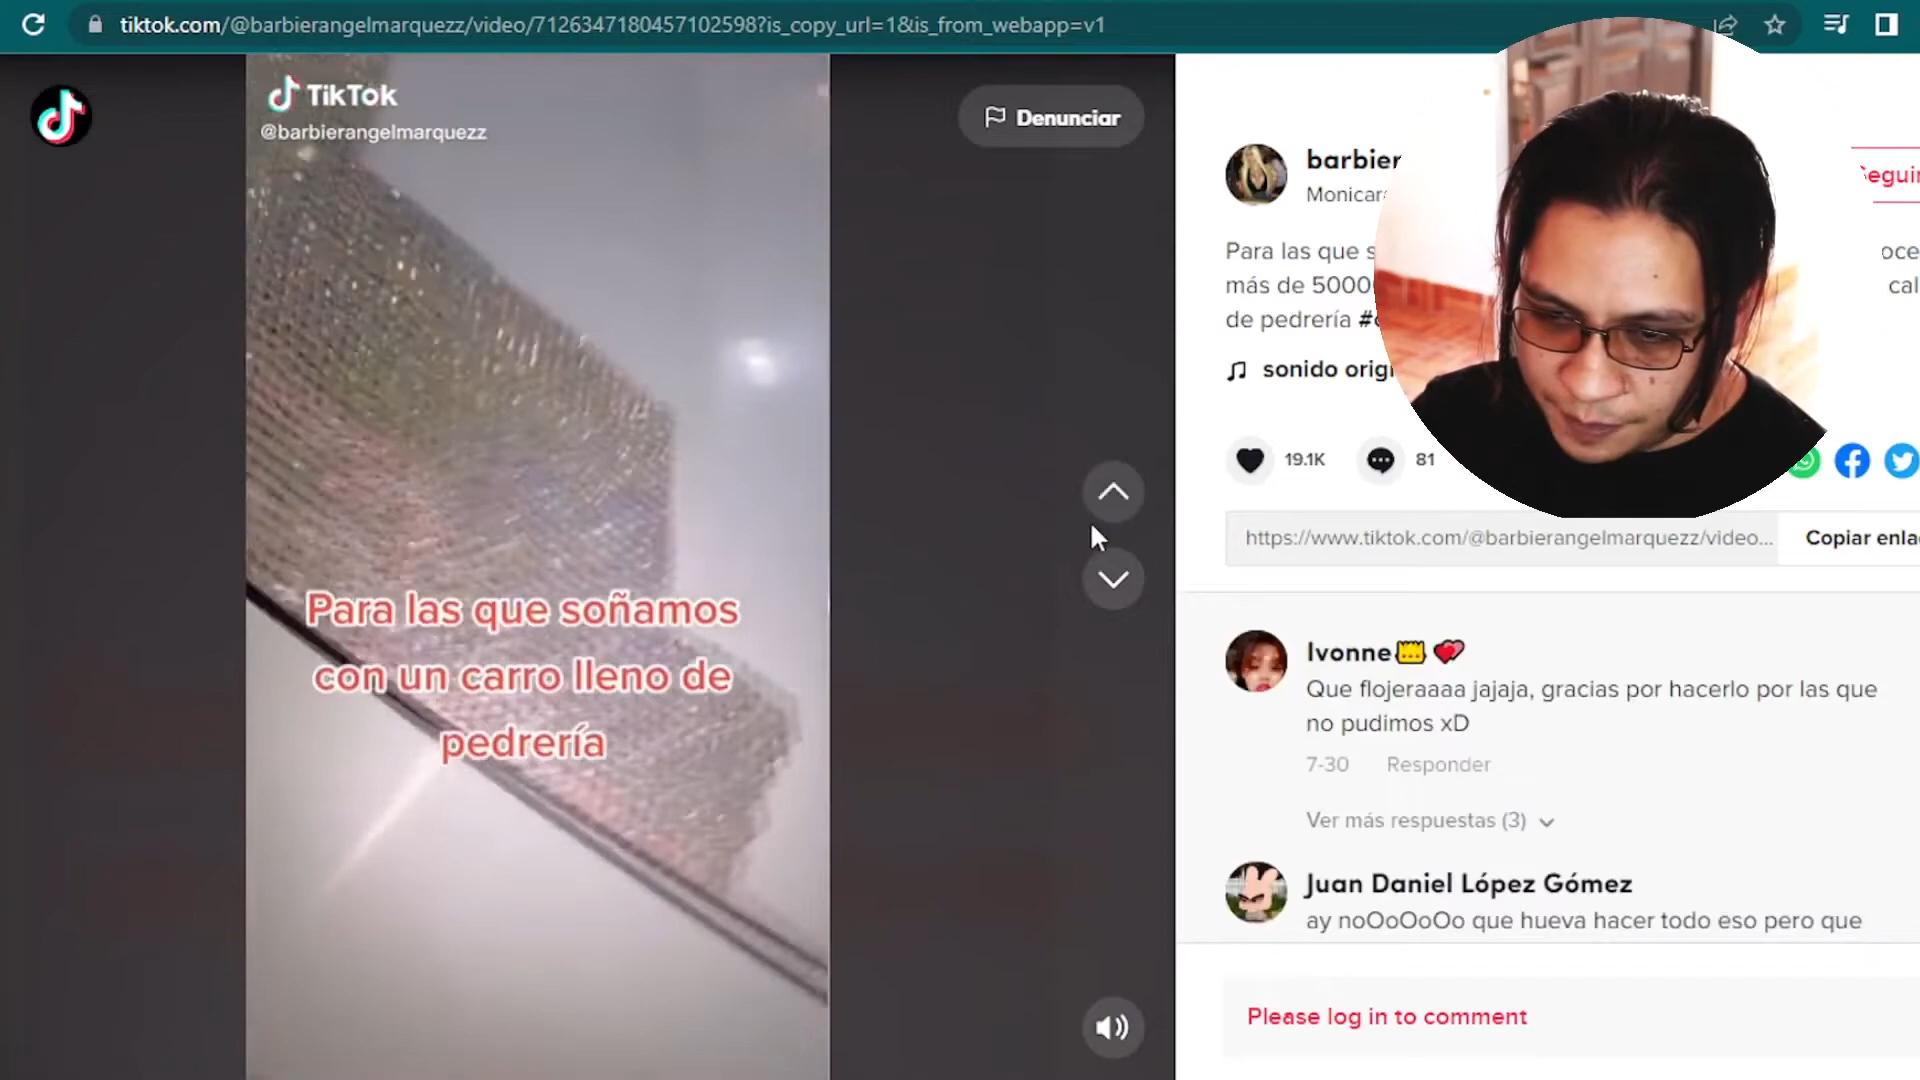 tiktok.com/@barbierangelmarquezz/video/7126347180457102598?is_copy_url=1&is_from_webapp=v1
TikTok
@barbierangelmarquezz
Denunciar
Para las que soñamos
con un carro lleno de
pedrería
barbier
Seguir
Para las que s
más de 5000
de pedrería
sonido origi
19.1K
81
https://www.tiktok.com/@barbierangelmarquezz/video...
Copiar enla
Ivonne
Que flojeraaaa jajaja, gracias por hacerlo por las que
no pudimos xD
7-30 Responder
Ver más respuestas (3)
Juan Daniel López Gómez
ay noOoOoOo que hueva hacer todo eso pero que
Please log in to comment